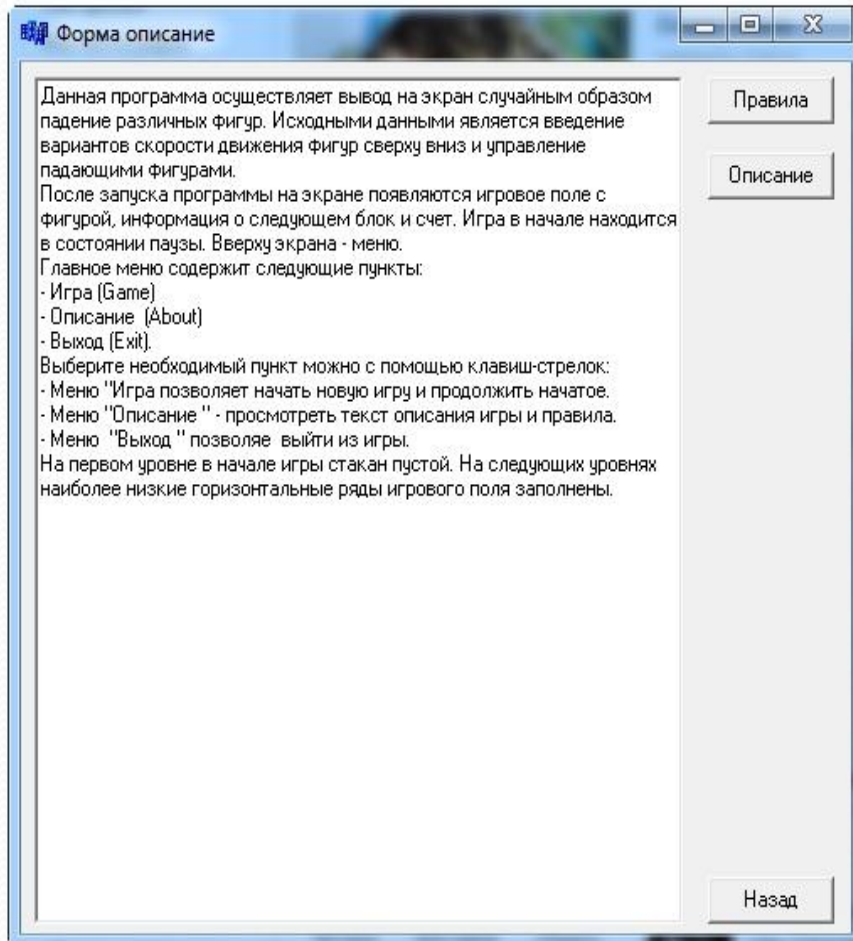 Форма описание
Данная программа осуществляет вывод на экран случайным образом
падение различных фигур. Исходными данными является введение
вариантов скорости движения фигур сверху вниз и управление
падающими фигурами.
После запуска программы на экране появляются игровое поле с
фигурой, информация о следующем блок и счет. Игра в начале находится
в состоянии паузы. Вверху экрана - меню.
Главное меню содержит следующие пункты:
- Игра (Game)
- Описание  (About)
- Выход (Exit).
Выберите необходимый пункт можно с помощью клавиш-стрелок:
- Меню "Игра позволяет начать новую игру и продолжить начатое.
- Меню "Описание " - просмотреть текст описания игры и правила.
- Меню  "Выход " позволяе  выйти из игры.
На первом уровне в начале игры стакан пустой. На следующих уровнях
наиболее низкие горизонтальные ряды игрового поля заполнены.
Правила
Описание
Назад